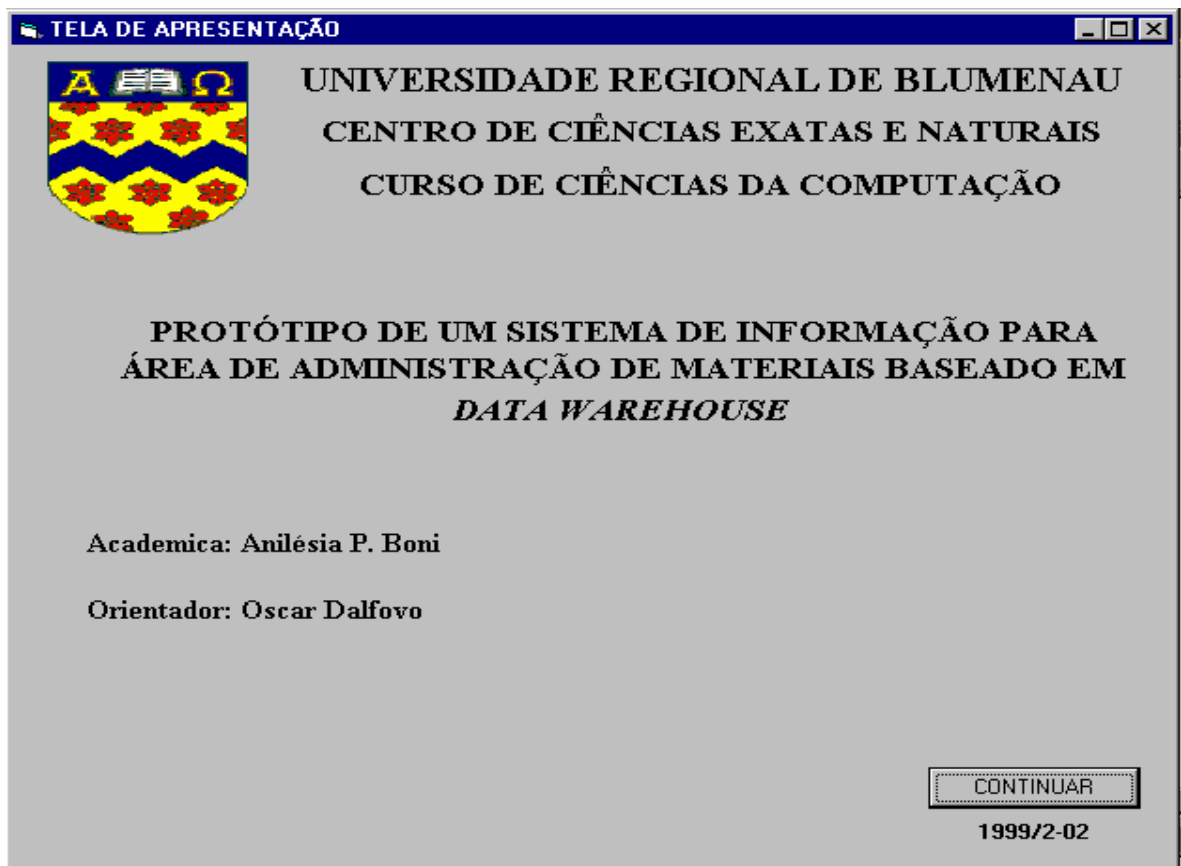 TELA DE APRESENTAÇÃO
Α Ω
UNIVERSIDADE REGIONAL DE BLUMENAU
CENTRO DE CIÊNCIAS EXATAS E NATURAIS
CURSO DE CIÊNCIAS DA COMPUTAÇÃO
PROTÓTIPO DE UM SISTEMA DE INFORMAÇÃO PARA
ÁREA DE ADMINISTRAÇÃO DE MATERIAIS BASEADO EM
DATA WAREHOUSE
Academica: Anilésia P. Boni
Orientador: Oscar Dalfovo
CONTINUAR
1999/2-02